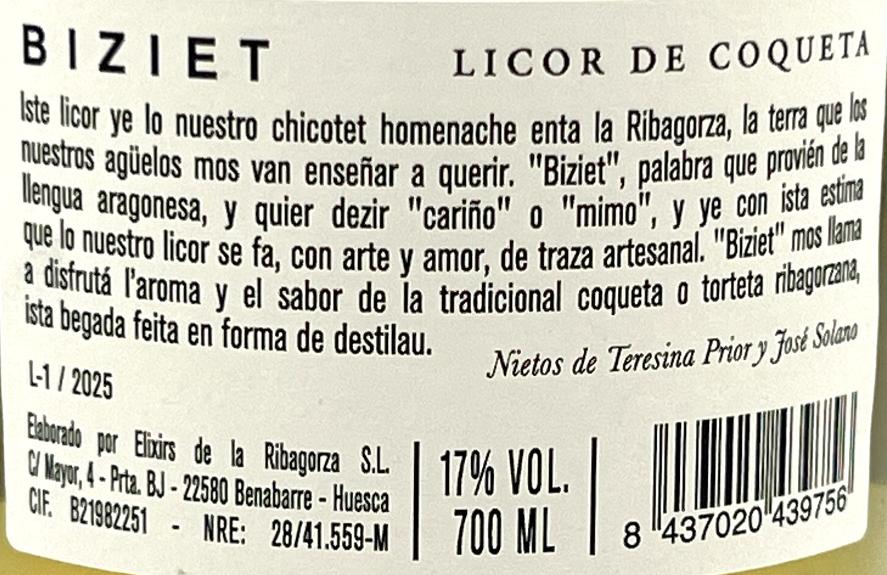 BIZIET
LICOR DE COQUETA
Iste licor ye lo nuestro chicotet homenache enta la Ribagorza, la terra que los
nuestros agüelos mos van enseñar a querir. "Biziet", palabra que provién de la
llengua aragonesa, y quier dezir "cariño" o "mimo", y ye con ista estima
que lo nuestro licor se fa, con arte y amor, de traza artesanal. "Biziet" mos llama
a disfrutá l'aroma y el sabor de la tradicional coqueta o torteta ribagorzana,
ista begada feita en forma de destilau.
Nietos de Teresina Prior y José Solano
L-1 / 2025
Elaborado por Elixirs de la Ribagorza S.L.
C/ Mayor, 4 - Prta. BJ - 22580 Benabarre - Huesca
CIF. B21982251 - NRE: 28/41.559-M
17% VOL.
700 ML
8 437020 439756